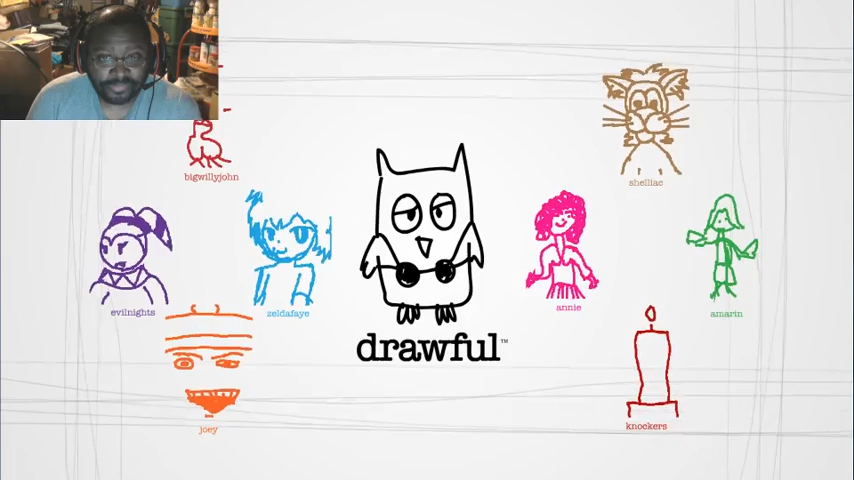 bigwillyjohn
shelliac
evilnights
zeldafaye
annie
amarin
drawful™
joey
knockers